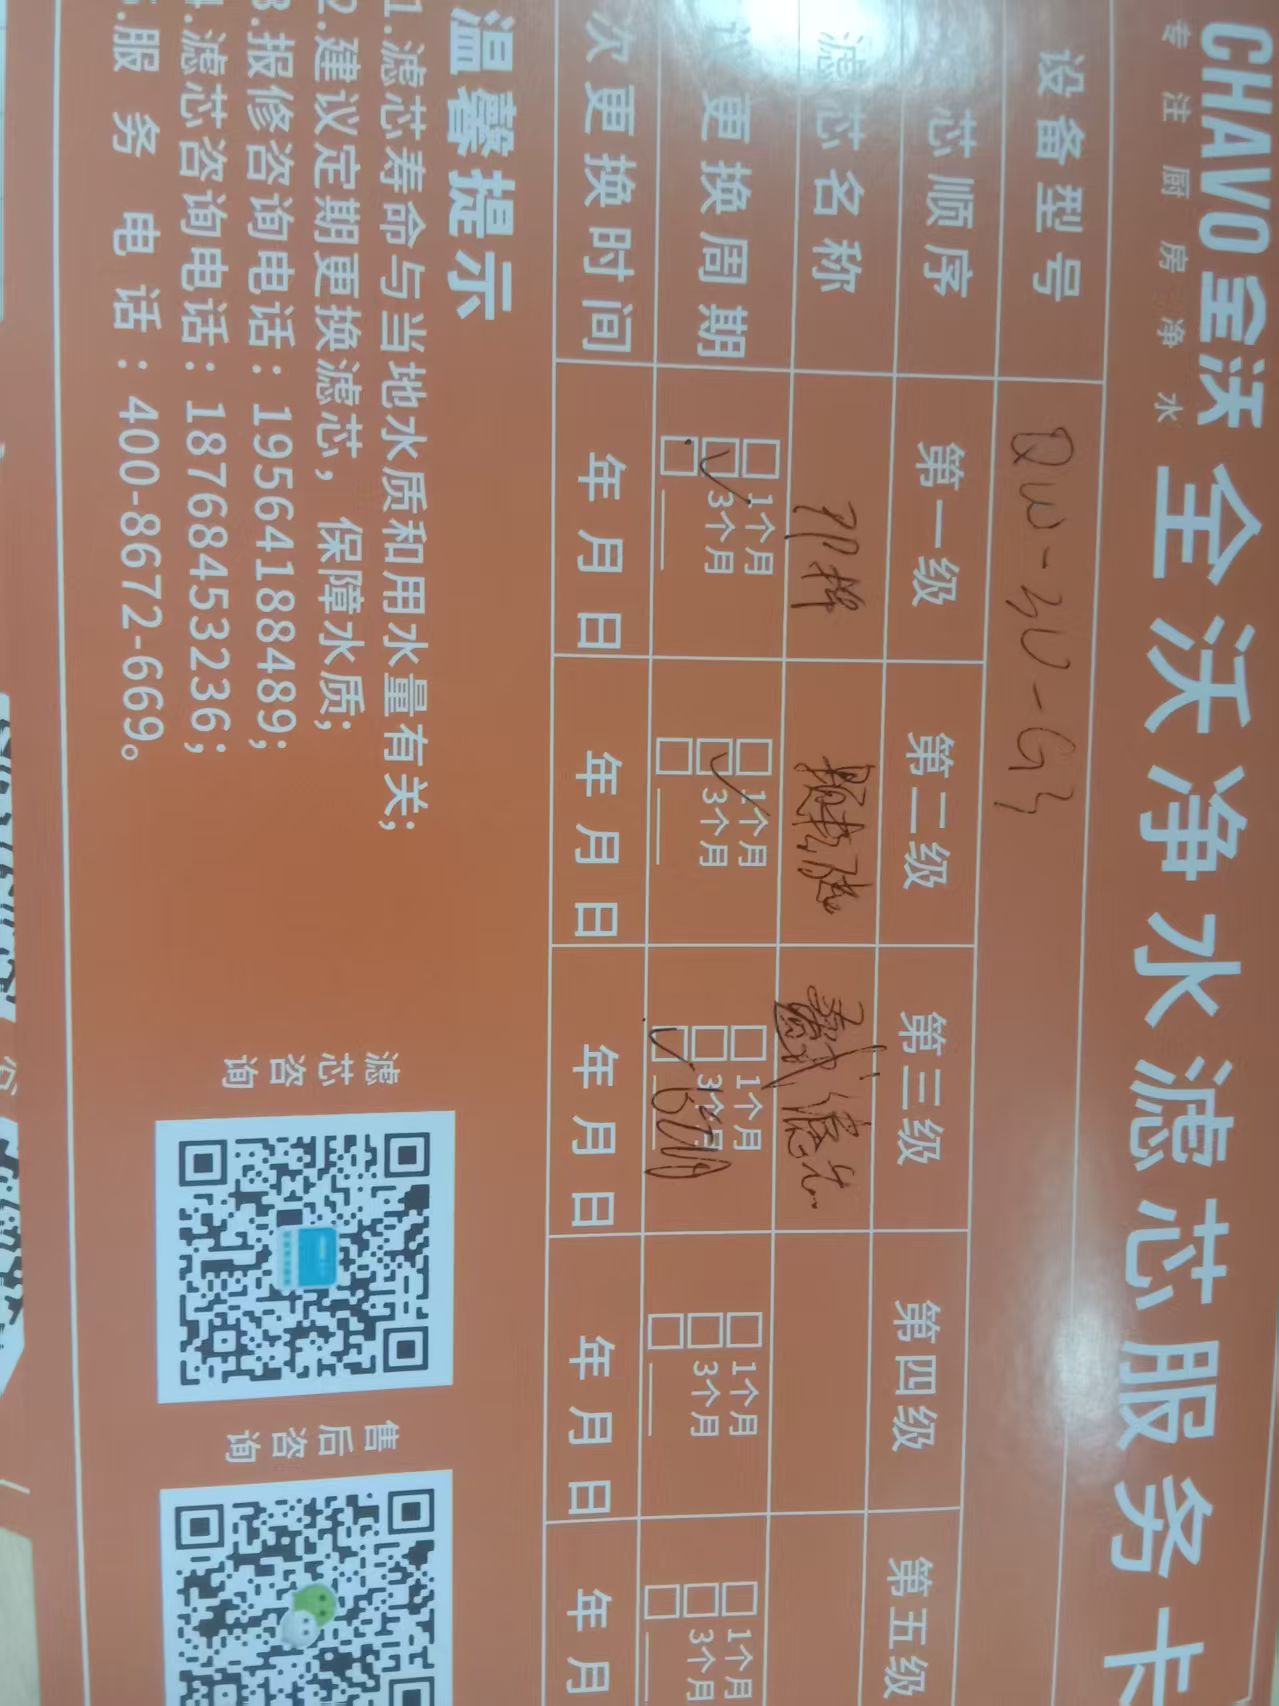 CHAVO全沃 全沃净水滤芯服务卡
专注厨房净水
设备型号 QW-3U-G3
芯顺序 第一级 第二级 第三级 第四级 第五级
滤芯名称
更换周期 1个月 1个月 1个月 1个月 1个月
3个月 3个月 3个月 3个月 3个月
次更换时间 年 月 日 年 月 日 年 月 日 年 月 日 年 月
温馨提示
1.滤芯寿命与当地水质和用水量有关;
2.建议定期更换滤芯，保障水质;
3.报修咨询电话：19564188489;
4.滤芯咨询电话：18768453236;
.服务电话：400-8672-669。
滤芯咨询
售后咨询